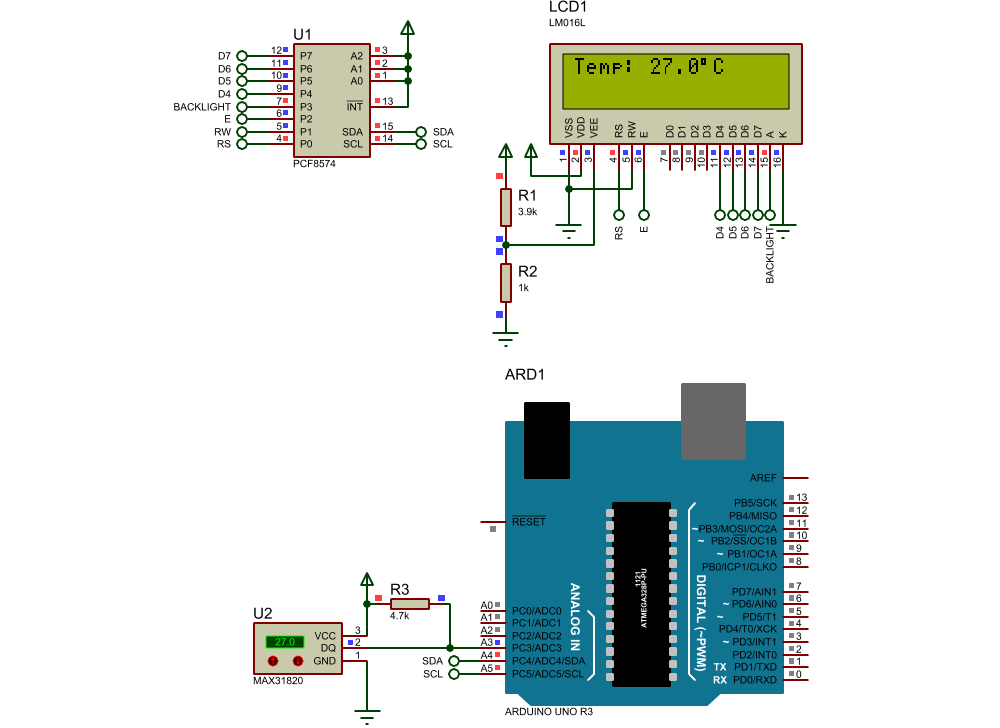 LCD1
LM016L
U1
D7 12 P7 A2 3
D6 11 P6 A1 2
D5 10 P5 A0 1
D4 9 P4
BACKLIGHT 7 P3 INT 13
E 6 P2
RW 5 P1 SDA 15 SDA
RS 4 P0 SCL 14 SCL
PCF8574
Temp: 27.0°C
VSS VDD VEE RS RW E D0 D1 D2 D3 D4 D5 D6 D7 A K
1 2 3 4 5 6 7 8 9 10 11 12 13 14 15 16
RS E D4 D5 D6 D7 BACKLIGHT
R1
3.9k
R2
1k
ARD1
AREF
RESET
PB5/SCK 13
PB4/MISO 12
~PB3/MOSI/OC2A 11
~ PB2/SS/OC1B 10
~ PB1/OC1A 9
PB0/ICP1/CLKO 8
PD7/AIN1 7
~ PD6/AIN0 6
~ PD5/T1 5
PD4/T0/XCK 4
~ PD3/INT1 3
PD2/INT0 2
TX PD1/TXD 1
RX PD0/RXD 0
DIGITAL (~PWM)
ANALOG IN
1121
ATMEGA328P-PU
A0 PC0/ADC0
A1 PC1/ADC1
A2 PC2/ADC2
A3 PC3/ADC3
SDA A4 PC4/ADC4/SDA
SCL A5 PC5/ADC5/SCL
ARDUINO UNO R3
R3
4.7k
U2
27.0
VCC 3
DQ 2
GND 1
MAX31820